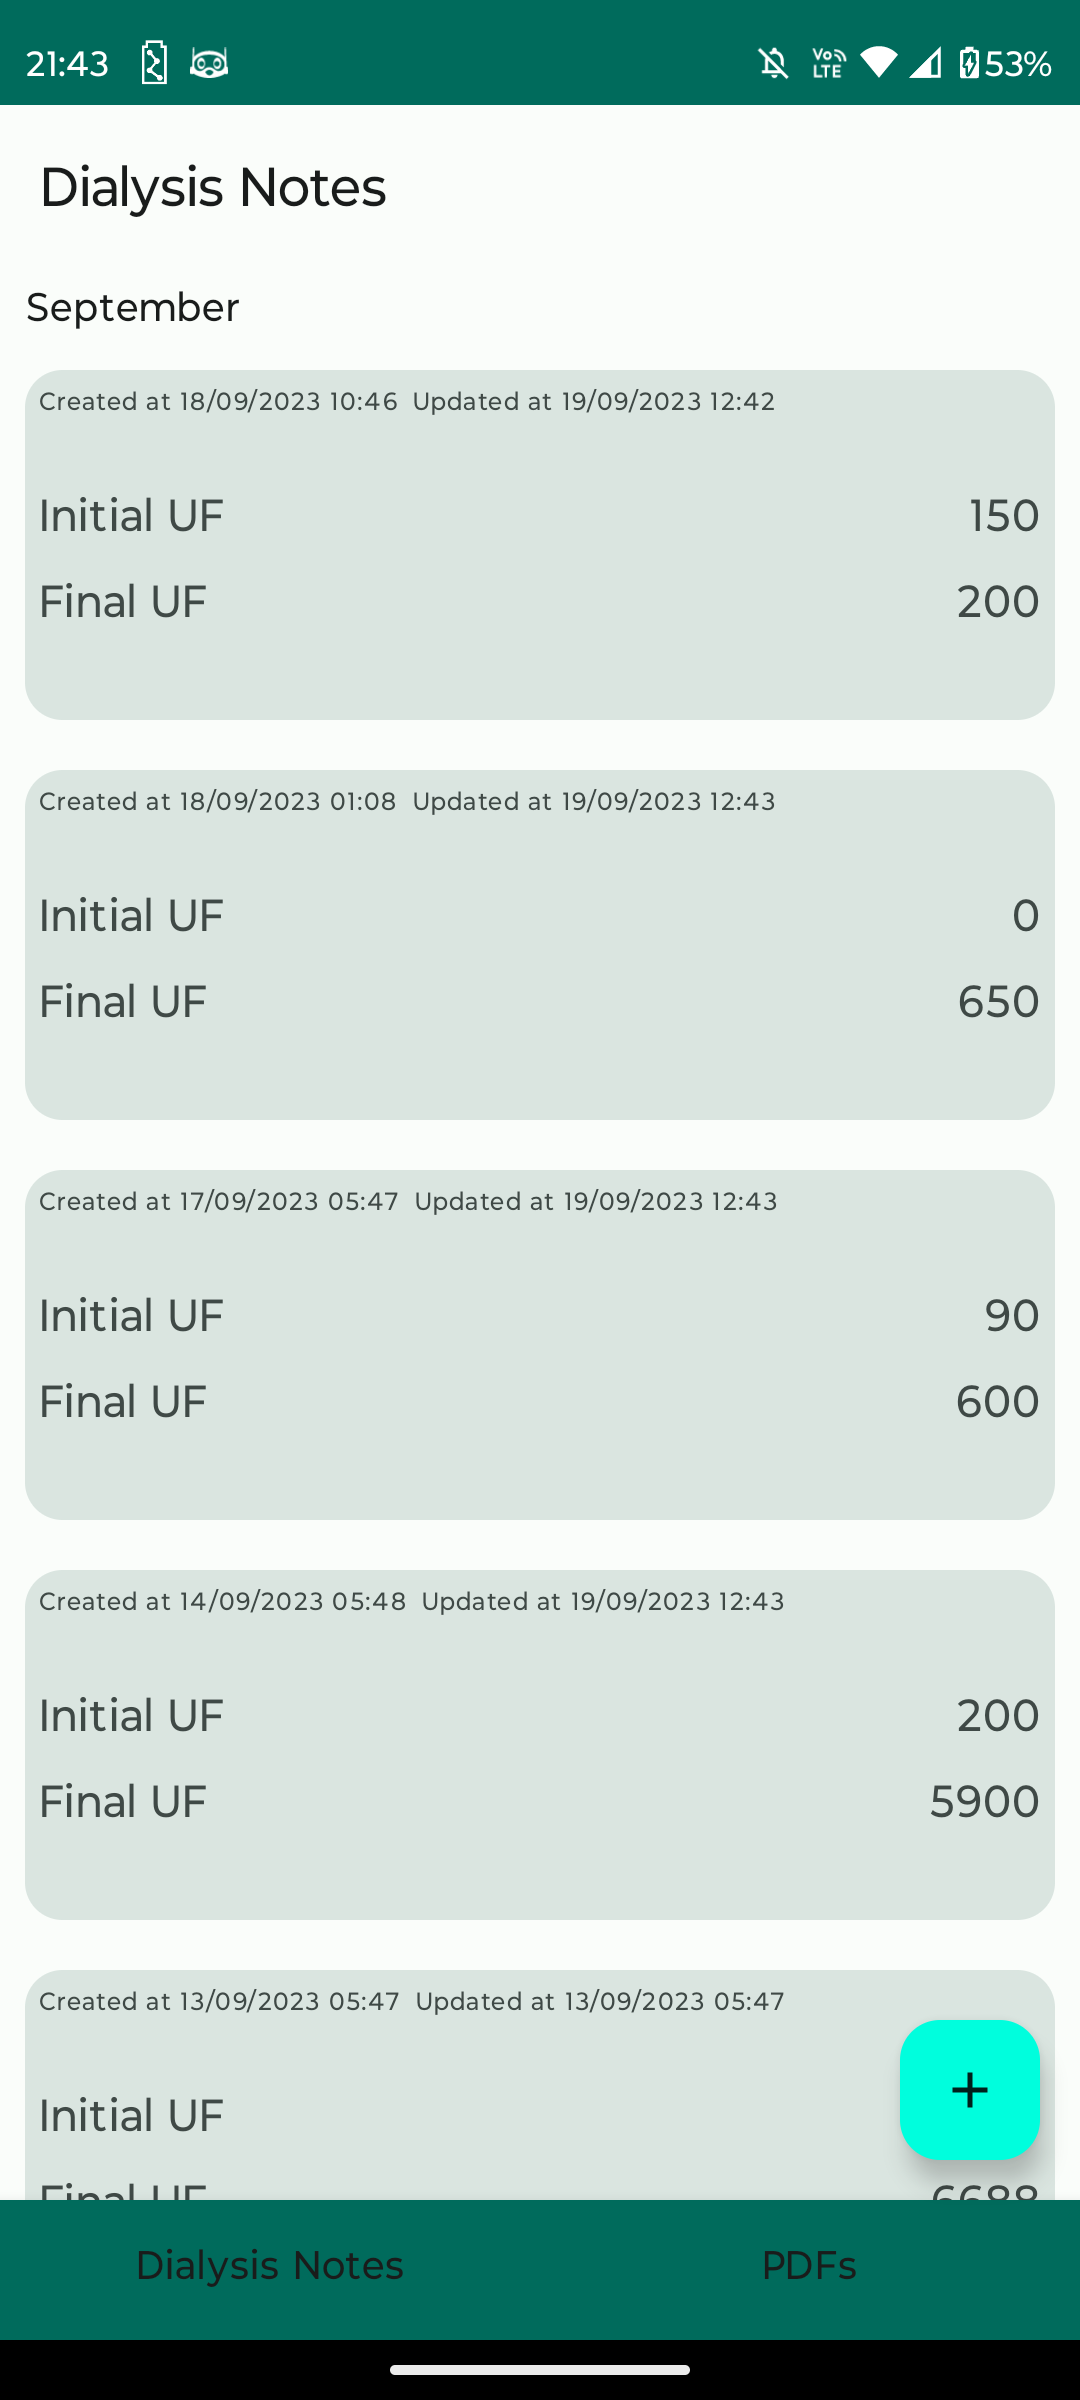 21:43 Vo LTE 53%
Dialysis Notes
September
Created at 18/09/2023 10:46 Updated at 19/09/2023 12:42
Initial UF 150
Final UF 200
Created at 18/09/2023 01:08 Updated at 19/09/2023 12:43
Initial UF 0
Final UF 650
Created at 17/09/2023 05:47 Updated at 19/09/2023 12:43
Initial UF 90
Final UF 600
Created at 14/09/2023 05:48 Updated at 19/09/2023 12:43
Initial UF 200
Final UF 5900
Created at 13/09/2023 05:47 Updated at 13/09/2023 05:47
Initial UF
+
Final UF
Dialysis Notes PDFs